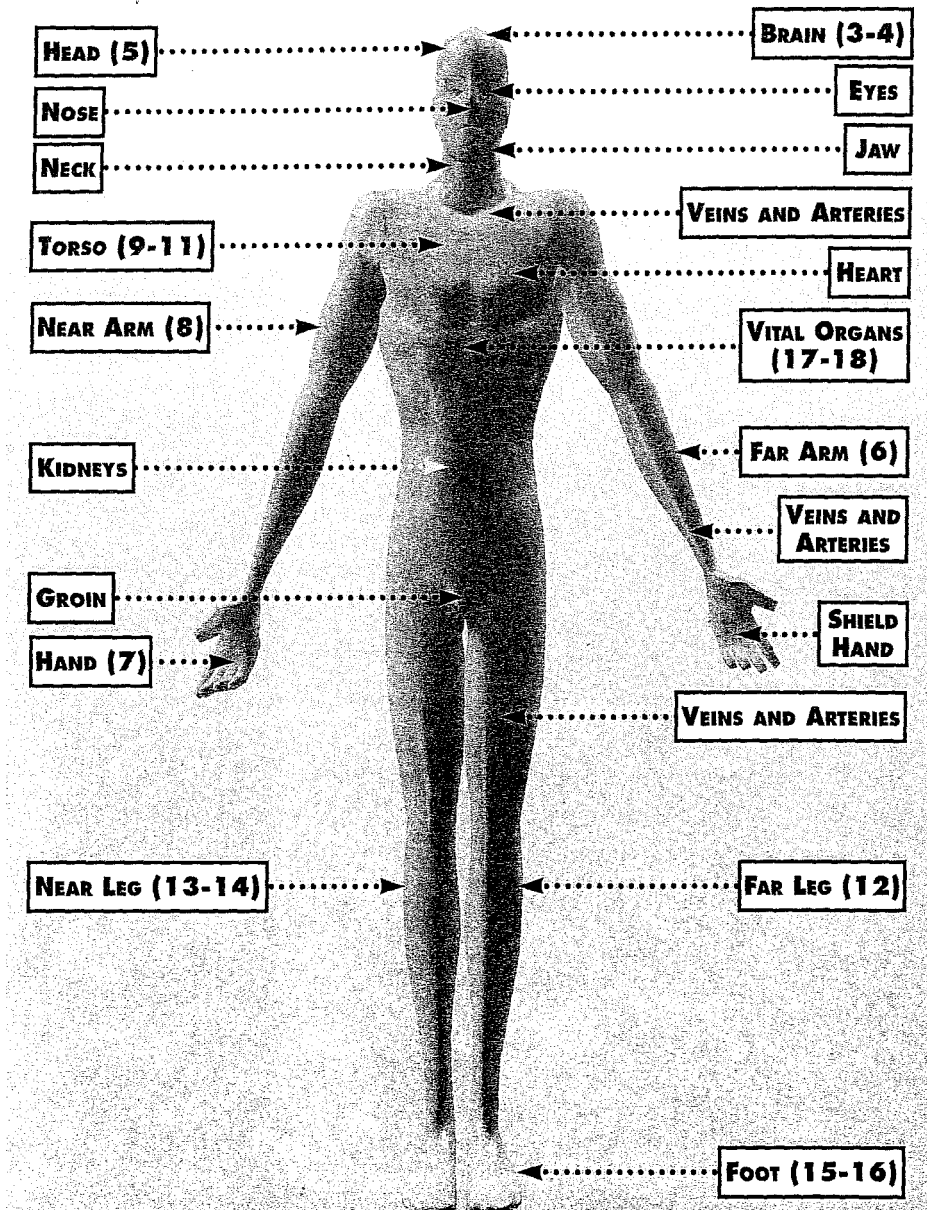 HEAD (5)
BRAIN (3-4)
NOSE
EYES
NECK
JAW
VEINS AND ARTERIES
TORSO (9-11)
HEART
NEAR ARM (8)
VITAL ORGANS
(17-18)
KIDNEYS
FAR ARM (6)
VEINS AND
ARTERIES
GROIN
SHIELD
HAND
HAND (7)
VEINS AND ARTERIES
NEAR LEG (13-14)
FAR LEG (12)
FOOT (15-16)